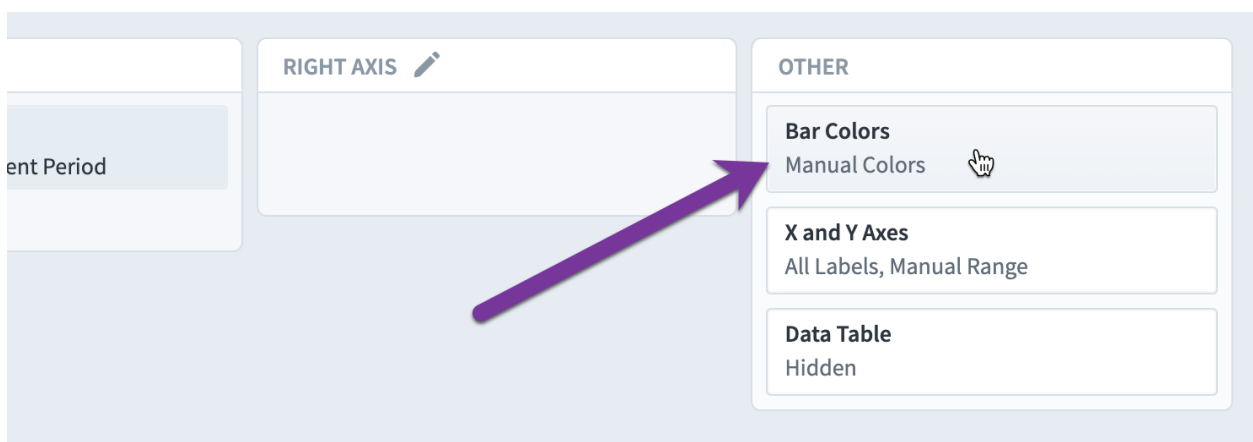 ent Period
RIGHT AXIS
OTHER
Bar Colors
Manual Colors
X and Y Axes
All Labels, Manual Range
Data Table
Hidden